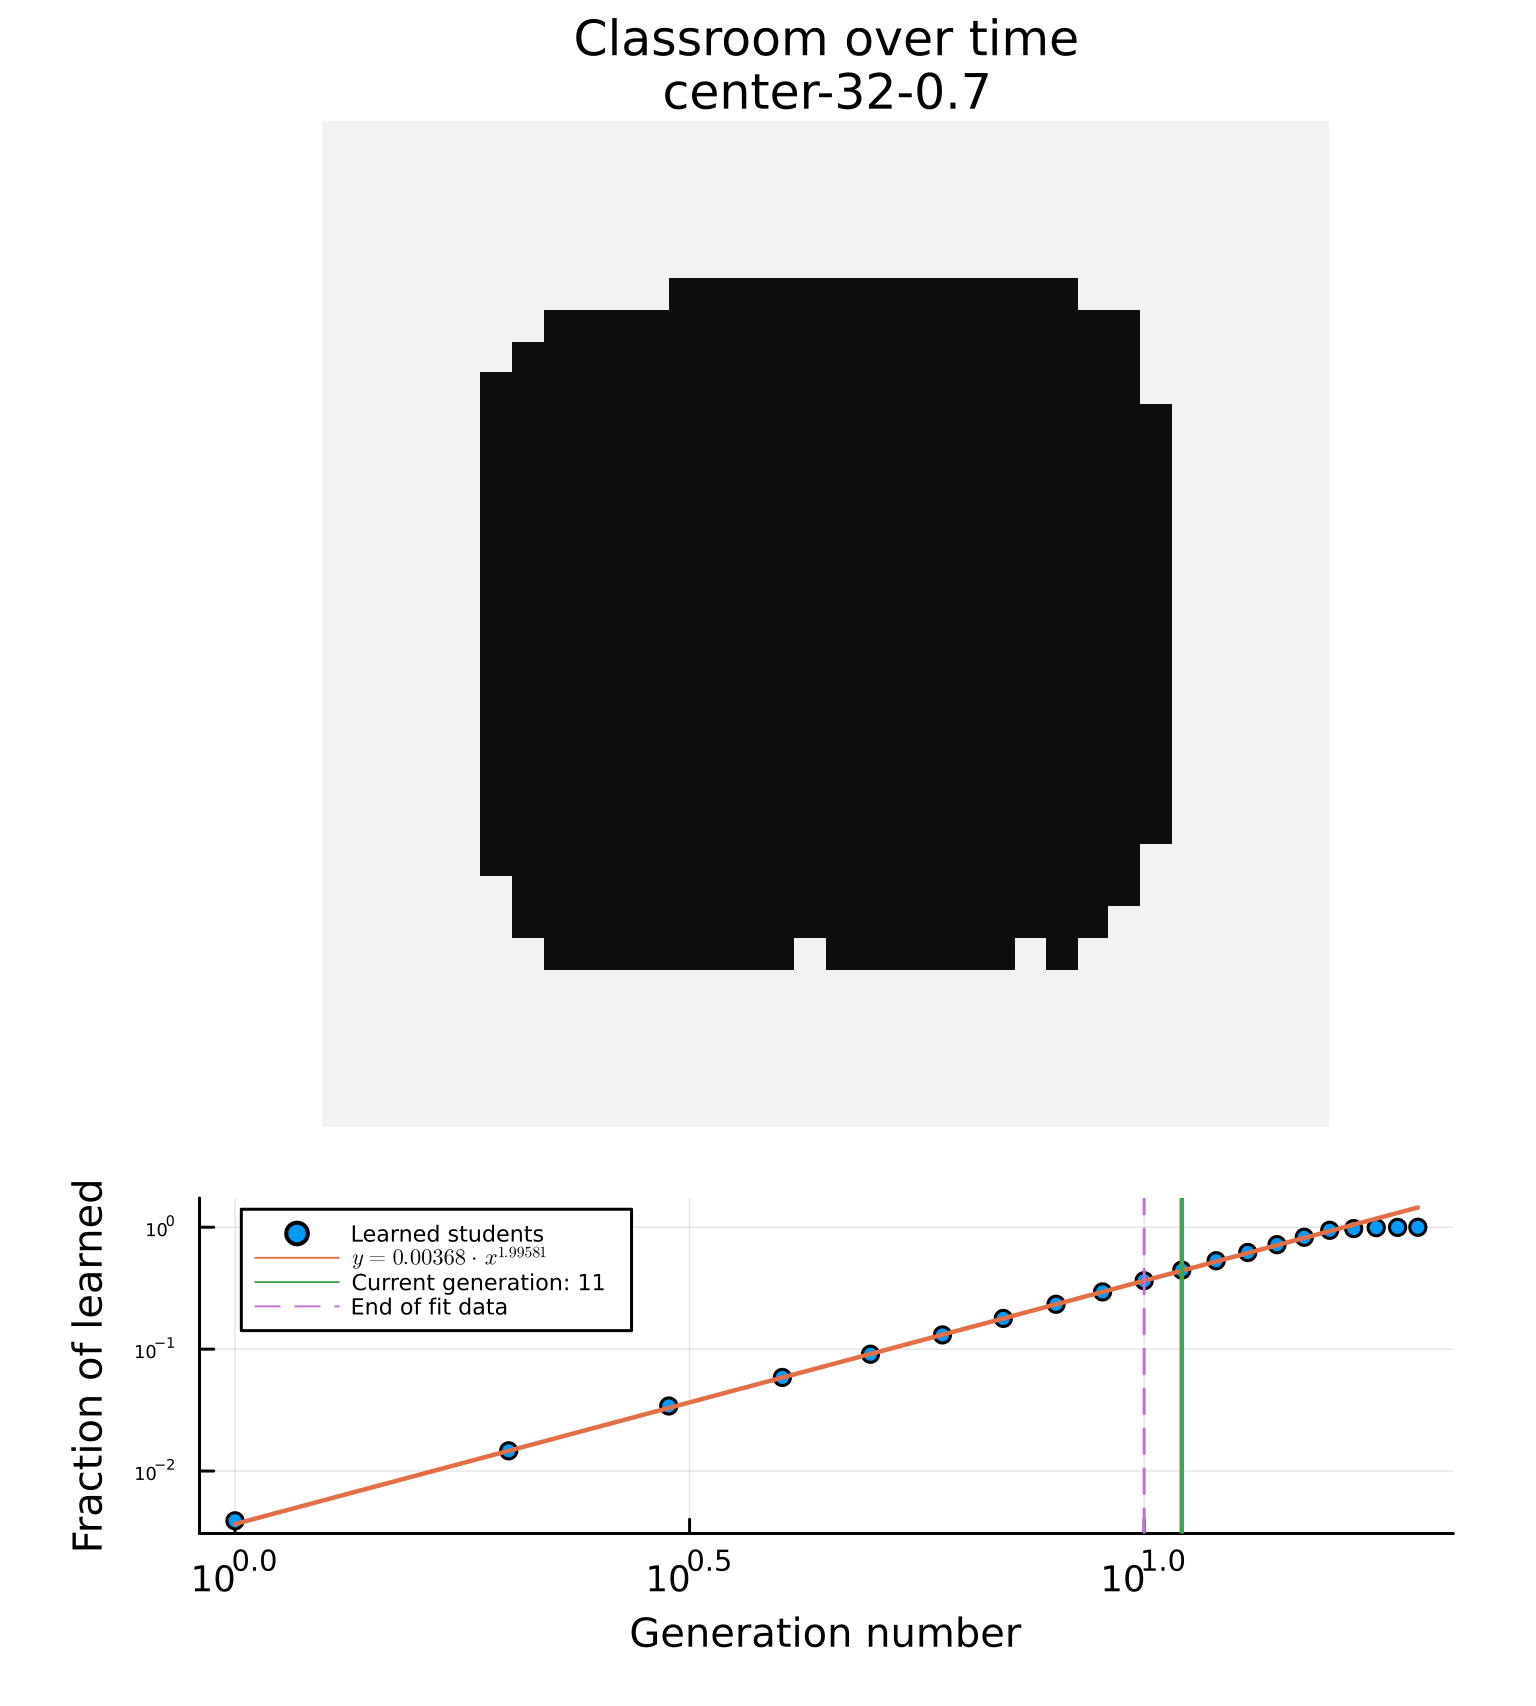 Classroom over time
center-32-0.7
Fraction of learned
10⁰
10⁻¹
10⁻²
Learned students
y = 0.00368 · x^1.99581
Current generation: 11
End of fit data
10^0.0 10^0.5 10^1.0
Generation number